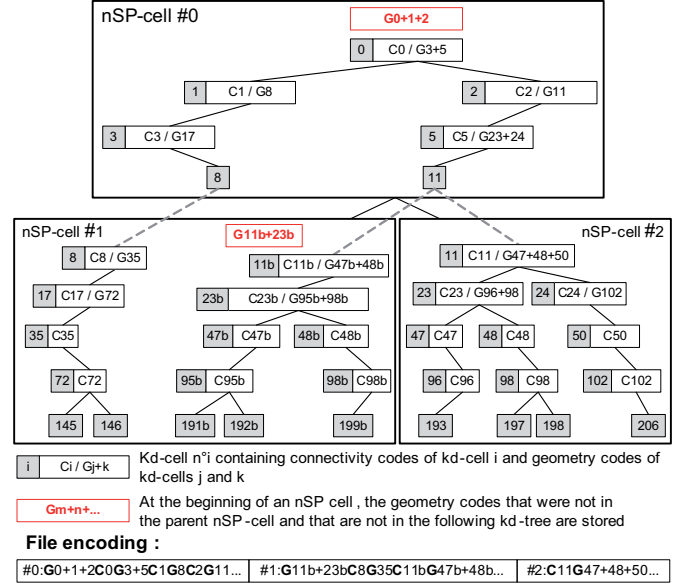 nSP-cell #0
G0+1+2
0 C0 / G3+5
1 C1 / G8
2 C2 / G11
3 C3 / G17
5 C5 / G23+24
8
11
nSP-cell #1
G11b+23b
nSP-cell #2
8 C8 / G35
11b C11b / G47b+48b
11 C11 / G47+48+50
17 C17 / G72
23b C23b / G95b+98b
23 C23 / G96+98
24 C24 / G102
35 C35
47b C47b
48b C48b
47 C47
48 C48
50 C50
72 C72
95b C95b
98b C98b
96 C96
98 C98
102 C102
145
146
191b
192b
199b
193
197
198
206
i Ci / Gj+k
Kd-cell n°i containing connectivity codes of kd-cell i and geometry codes of
kd-cells j and k
Gm+n+...
At the beginning of an nSP cell , the geometry codes that were not in
the parent nSP-cell and that are not in the following kd-tree are stored
File encoding :
#0:G0+1+2C0G3+5C1G8C2G11...
#1:G11b+23bC8G35C11bG47b+48b...
#2:C11G47+48+50...